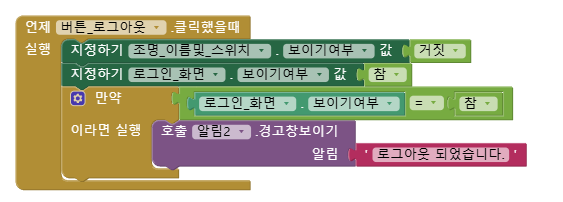 언제 버튼_로그아웃 .클릭했을때
실행 지정하기 조명_이름및_스위치 . 보이기여부 값 거짓
지정하기 로그인_화면 . 보이기여부 값 참
만약 로그인_화면 . 보이기여부 = 참
이라면 실행 호출 알림2 .경고창보이기
알림 ' 로그아웃 되었습니다. '